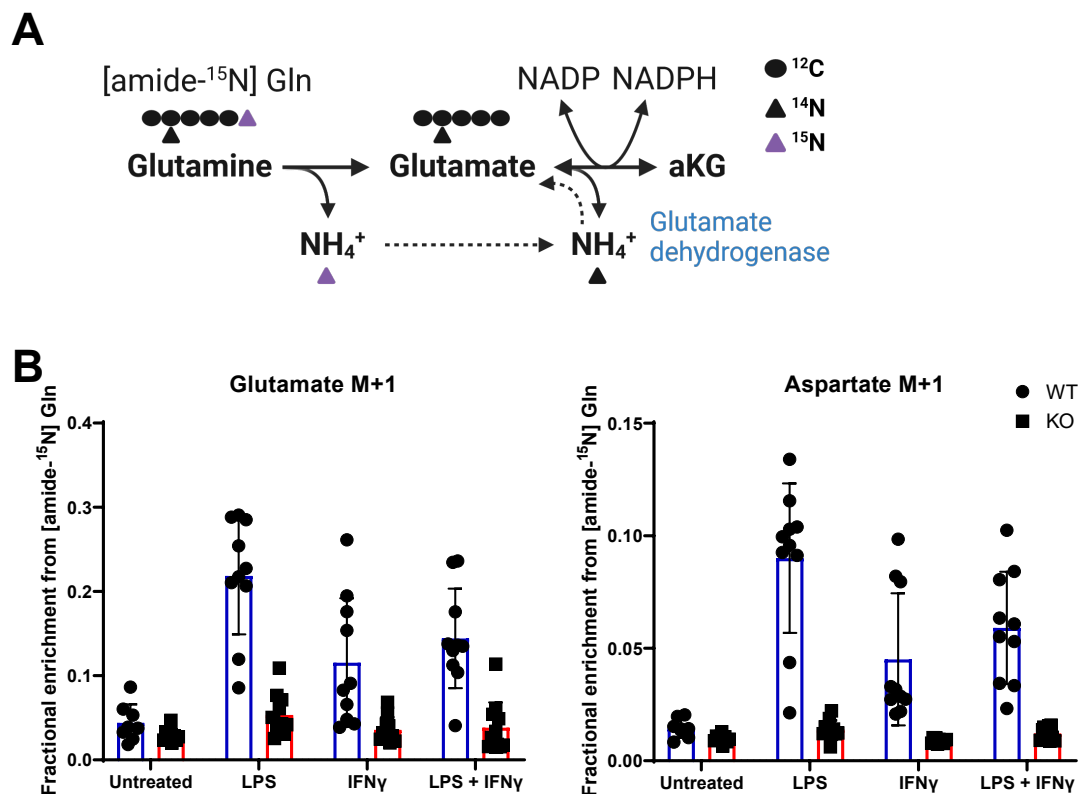 A
[amide-¹⁵N] Gln
NADP NADPH
¹²C
¹⁴N
¹⁵N
Glutamine
Glutamate
aKG
NH₄⁺
NH₄⁺
Glutamate
dehydrogenase
B
Glutamate M+1
Fractional enrichment from [amide-¹⁵N] Gln
0.4
0.3
0.2
0.1
0.0
Untreated
LPS
IFNγ
LPS + IFNγ
Aspartate M+1
Fractional enrichment from [amide-¹⁵N] Gln
0.15
0.10
0.05
0.00
Untreated
LPS
IFNγ
LPS + IFNγ
WT
KO